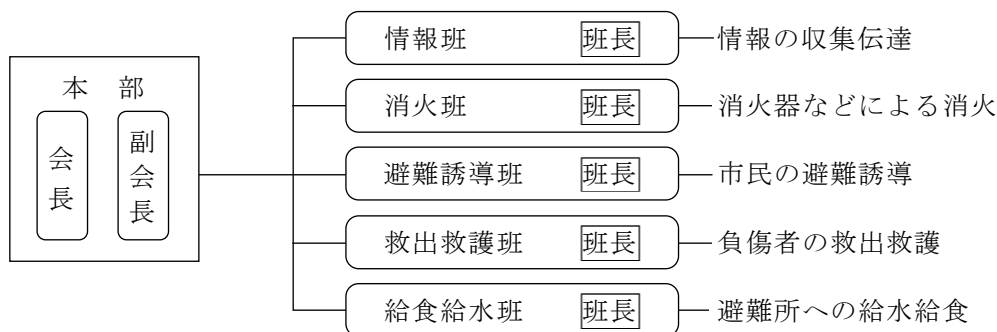 本部
会長
副会長
情報班 班長 情報の収集伝達
消火班 班長 消火器などによる消火
避難誘導班 班長 市民の避難誘導
救出救護班 班長 負傷者の救出救護
給食給水班 班長 避難所への給水給食